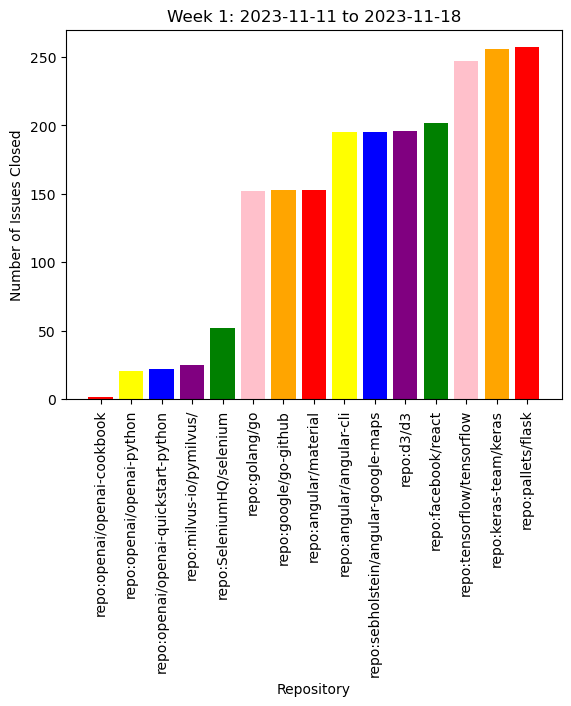 Week 1: 2023-11-11 to 2023-11-18
Number of Issues Closed
250
200
150
100
50
0
repo:openai/openai-cookbook
repo:openai/openai-python
repo:openai/openai-quickstart-python
repo:milvus-io/pymilvus/
repo:SeleniumHQ/selenium
repo:golang/go
repo:google/go-github
repo:angular/material
repo:angular/angular-cli
repo:sebholstein/angular-google-maps
repo:d3/d3
repo:facebook/react
repo:tensorflow/tensorflow
repo:keras-team/keras
repo:pallets/flask
Repository